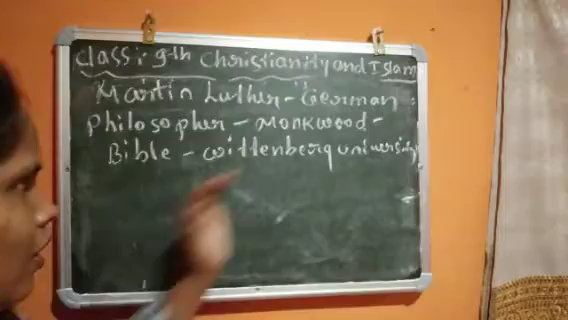 Class: 9th Christianity and Islam
Martin Luther - German :
Philosopher - Monkwood -
Bible - wittenberg university